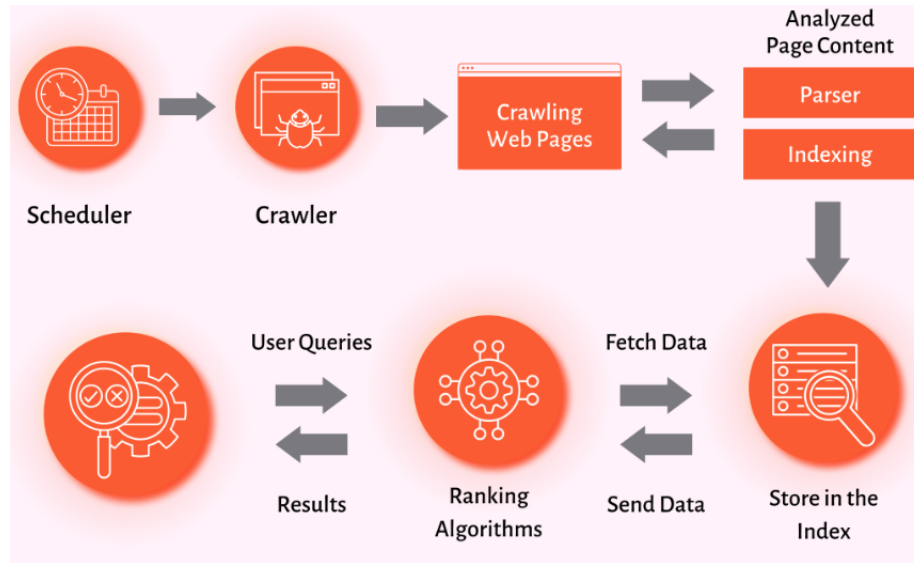 Analyzed
Page Content
Parser
Crawling
Web Pages
Indexing
Scheduler
Crawler
User Queries
Fetch Data
Results
Ranking
Algorithms
Send Data
Store in the
Index